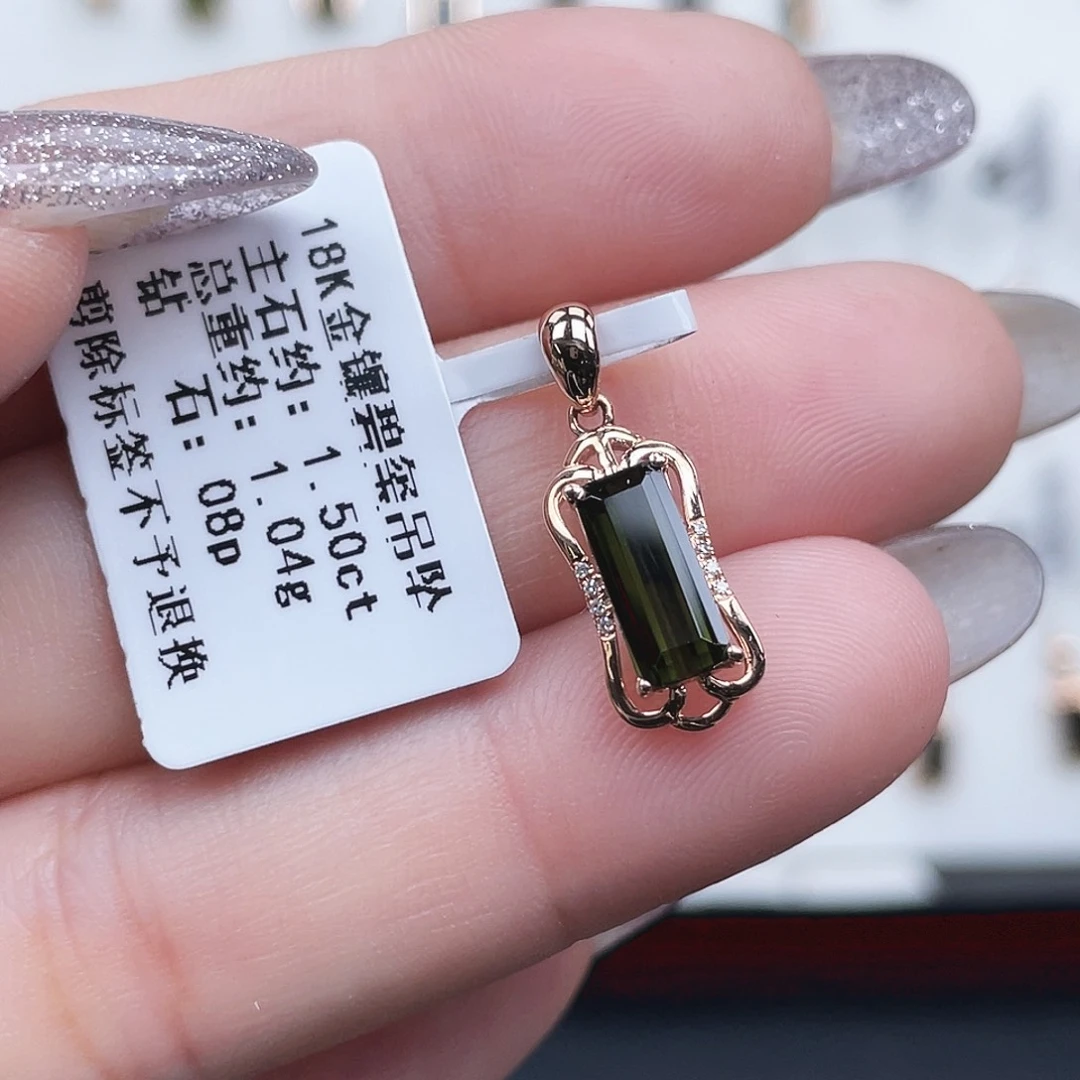 18K金镶碧玺吊坠
主石约: 1.50ct
总重约: 1.04g
钻 石: 08p
剪除标签不予退换